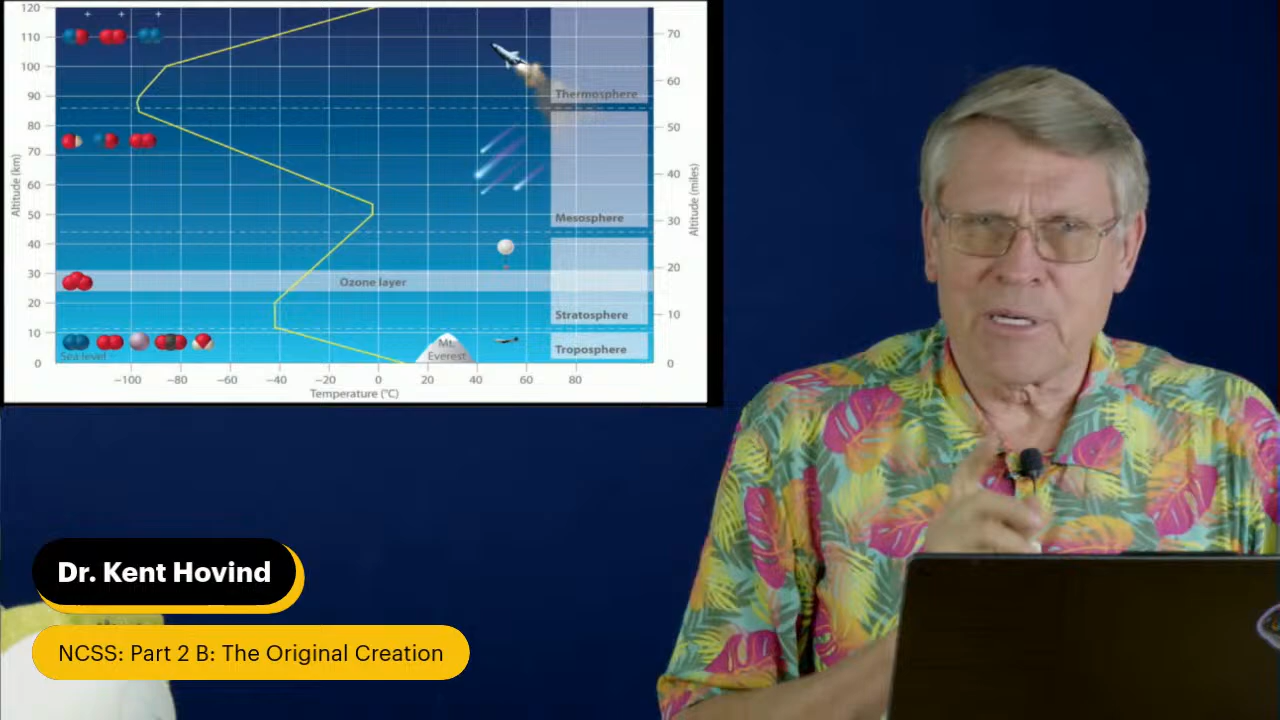 120
110
100
90
80
70
60
50
40
30
20
10
0
Altitude (km)
−100 −80 −60 −40 −20 0 20 40 60 80
Temperature (°C)
70
60
50
40
30
20
10
0
Altitude (miles)
Thermosphere
Mesosphere
Ozone layer
Stratosphere
Troposphere
Mt.
Everest
Sea level
Dr. Kent Hovind
NCSS: Part 2 B: The Original Creation